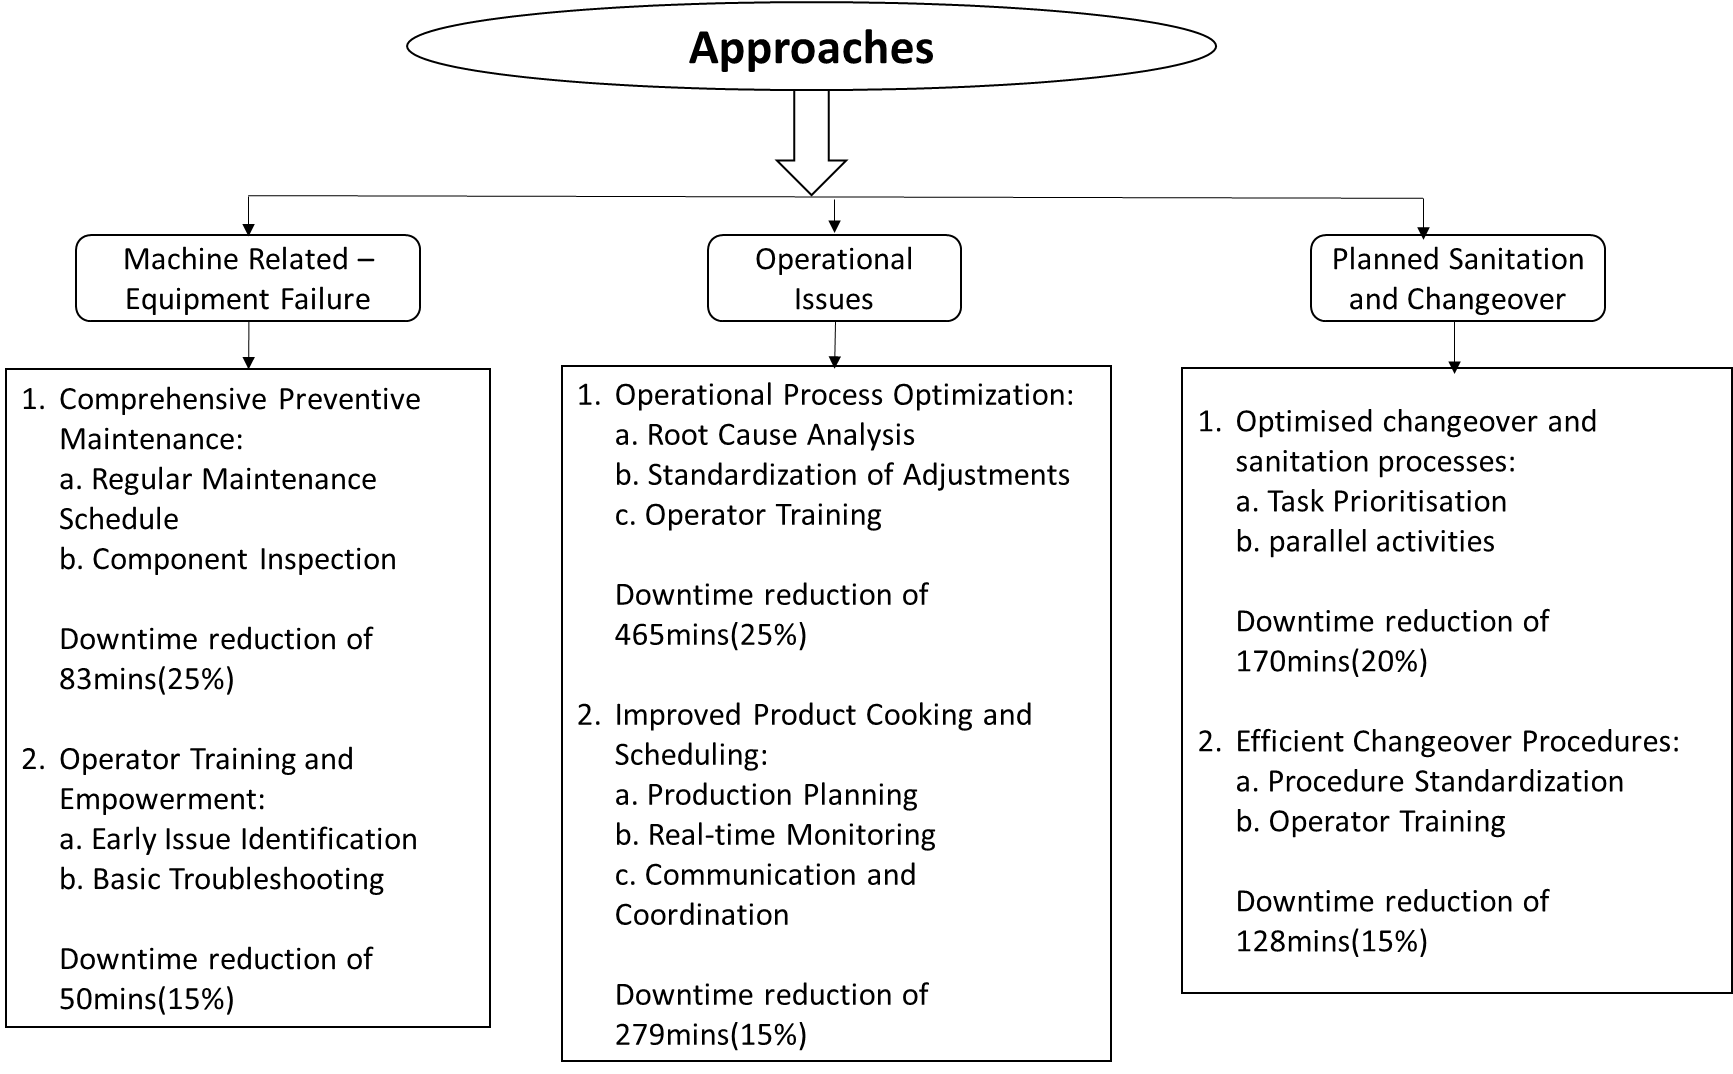 Approaches
Machine Related –
Equipment Failure
1. Comprehensive Preventive
Maintenance:
a. Regular Maintenance
Schedule
b. Component Inspection
Downtime reduction of
83mins(25%)
2. Operator Training and
Empowerment:
a. Early Issue Identification
b. Basic Troubleshooting
Downtime reduction of
50mins(15%)
Operational
Issues
1. Operational Process Optimization:
a. Root Cause Analysis
b. Standardization of Adjustments
c. Operator Training
Downtime reduction of
465mins(25%)
2. Improved Product Cooking and
Scheduling:
a. Production Planning
b. Real-time Monitoring
c. Communication and
Coordination
Downtime reduction of
279mins(15%)
Planned Sanitation
and Changeover
1. Optimised changeover and
sanitation processes:
a. Task Prioritisation
b. parallel activities
Downtime reduction of
170mins(20%)
2. Efficient Changeover Procedures:
a. Procedure Standardization
b. Operator Training
Downtime reduction of
128mins(15%)